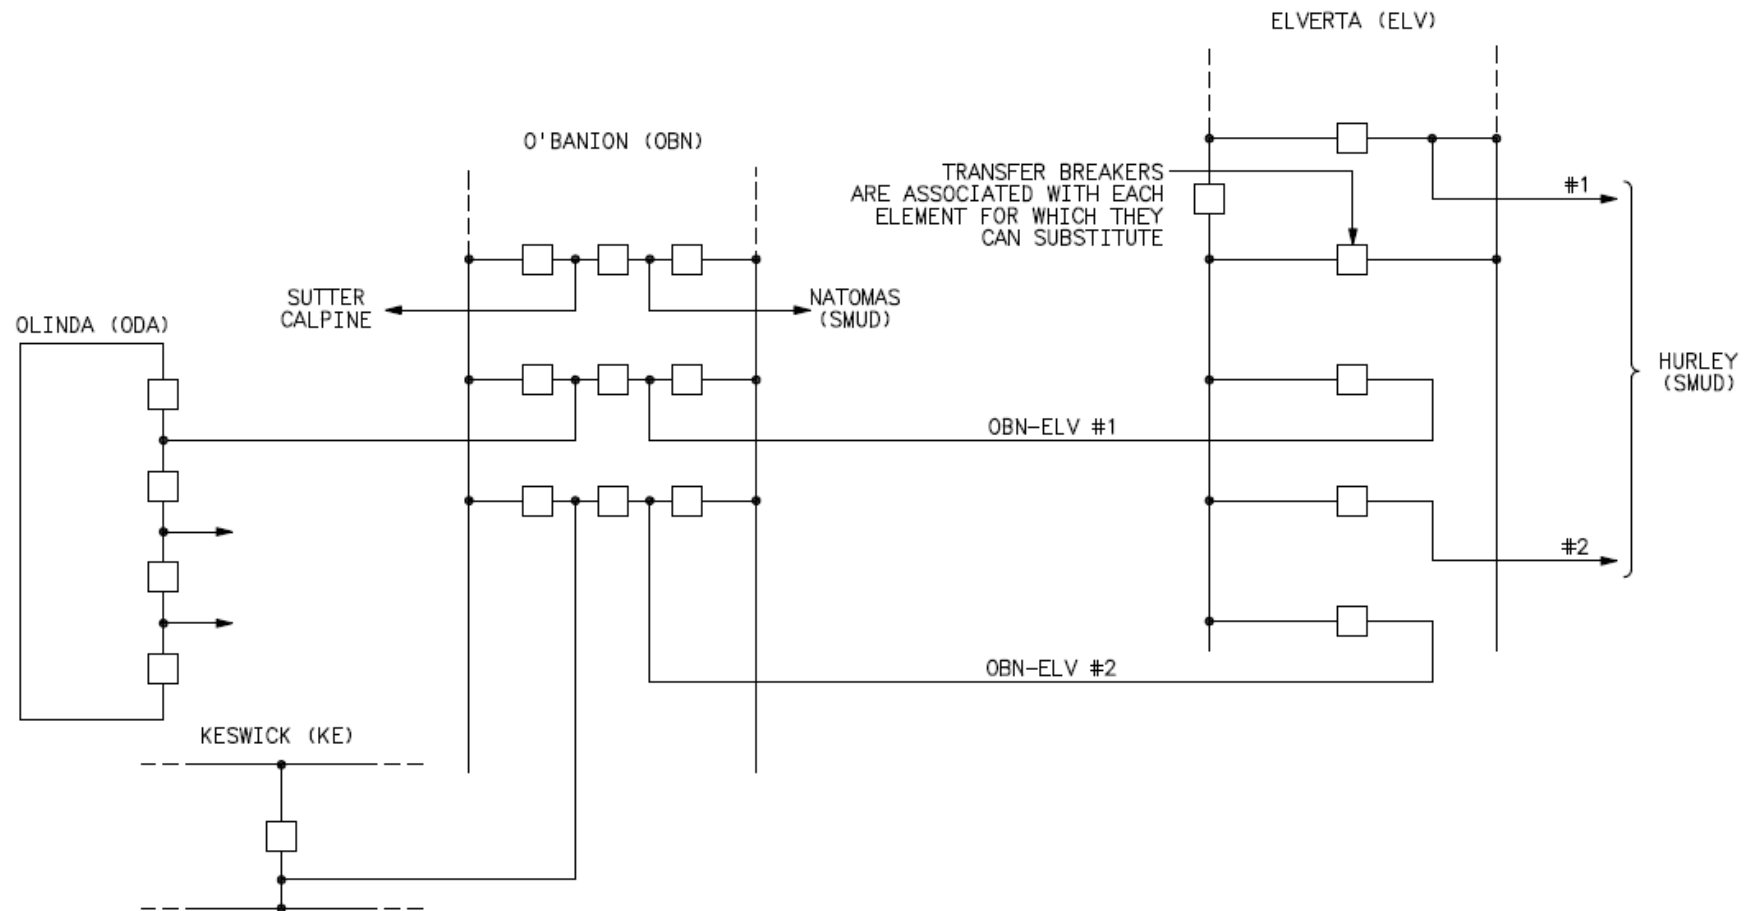 ELVERTA (ELV)
O'BANION (OBN)
TRANSFER BREAKERS
ARE ASSOCIATED WITH EACH
ELEMENT FOR WHICH THEY
CAN SUBSTITUTE
#1
SUTTER
CALPINE
NATOMAS
(SMUD)
OLINDA (ODA)
HURLEY
(SMUD)
OBN-ELV #1
#2
OBN-ELV #2
KESWICK (KE)